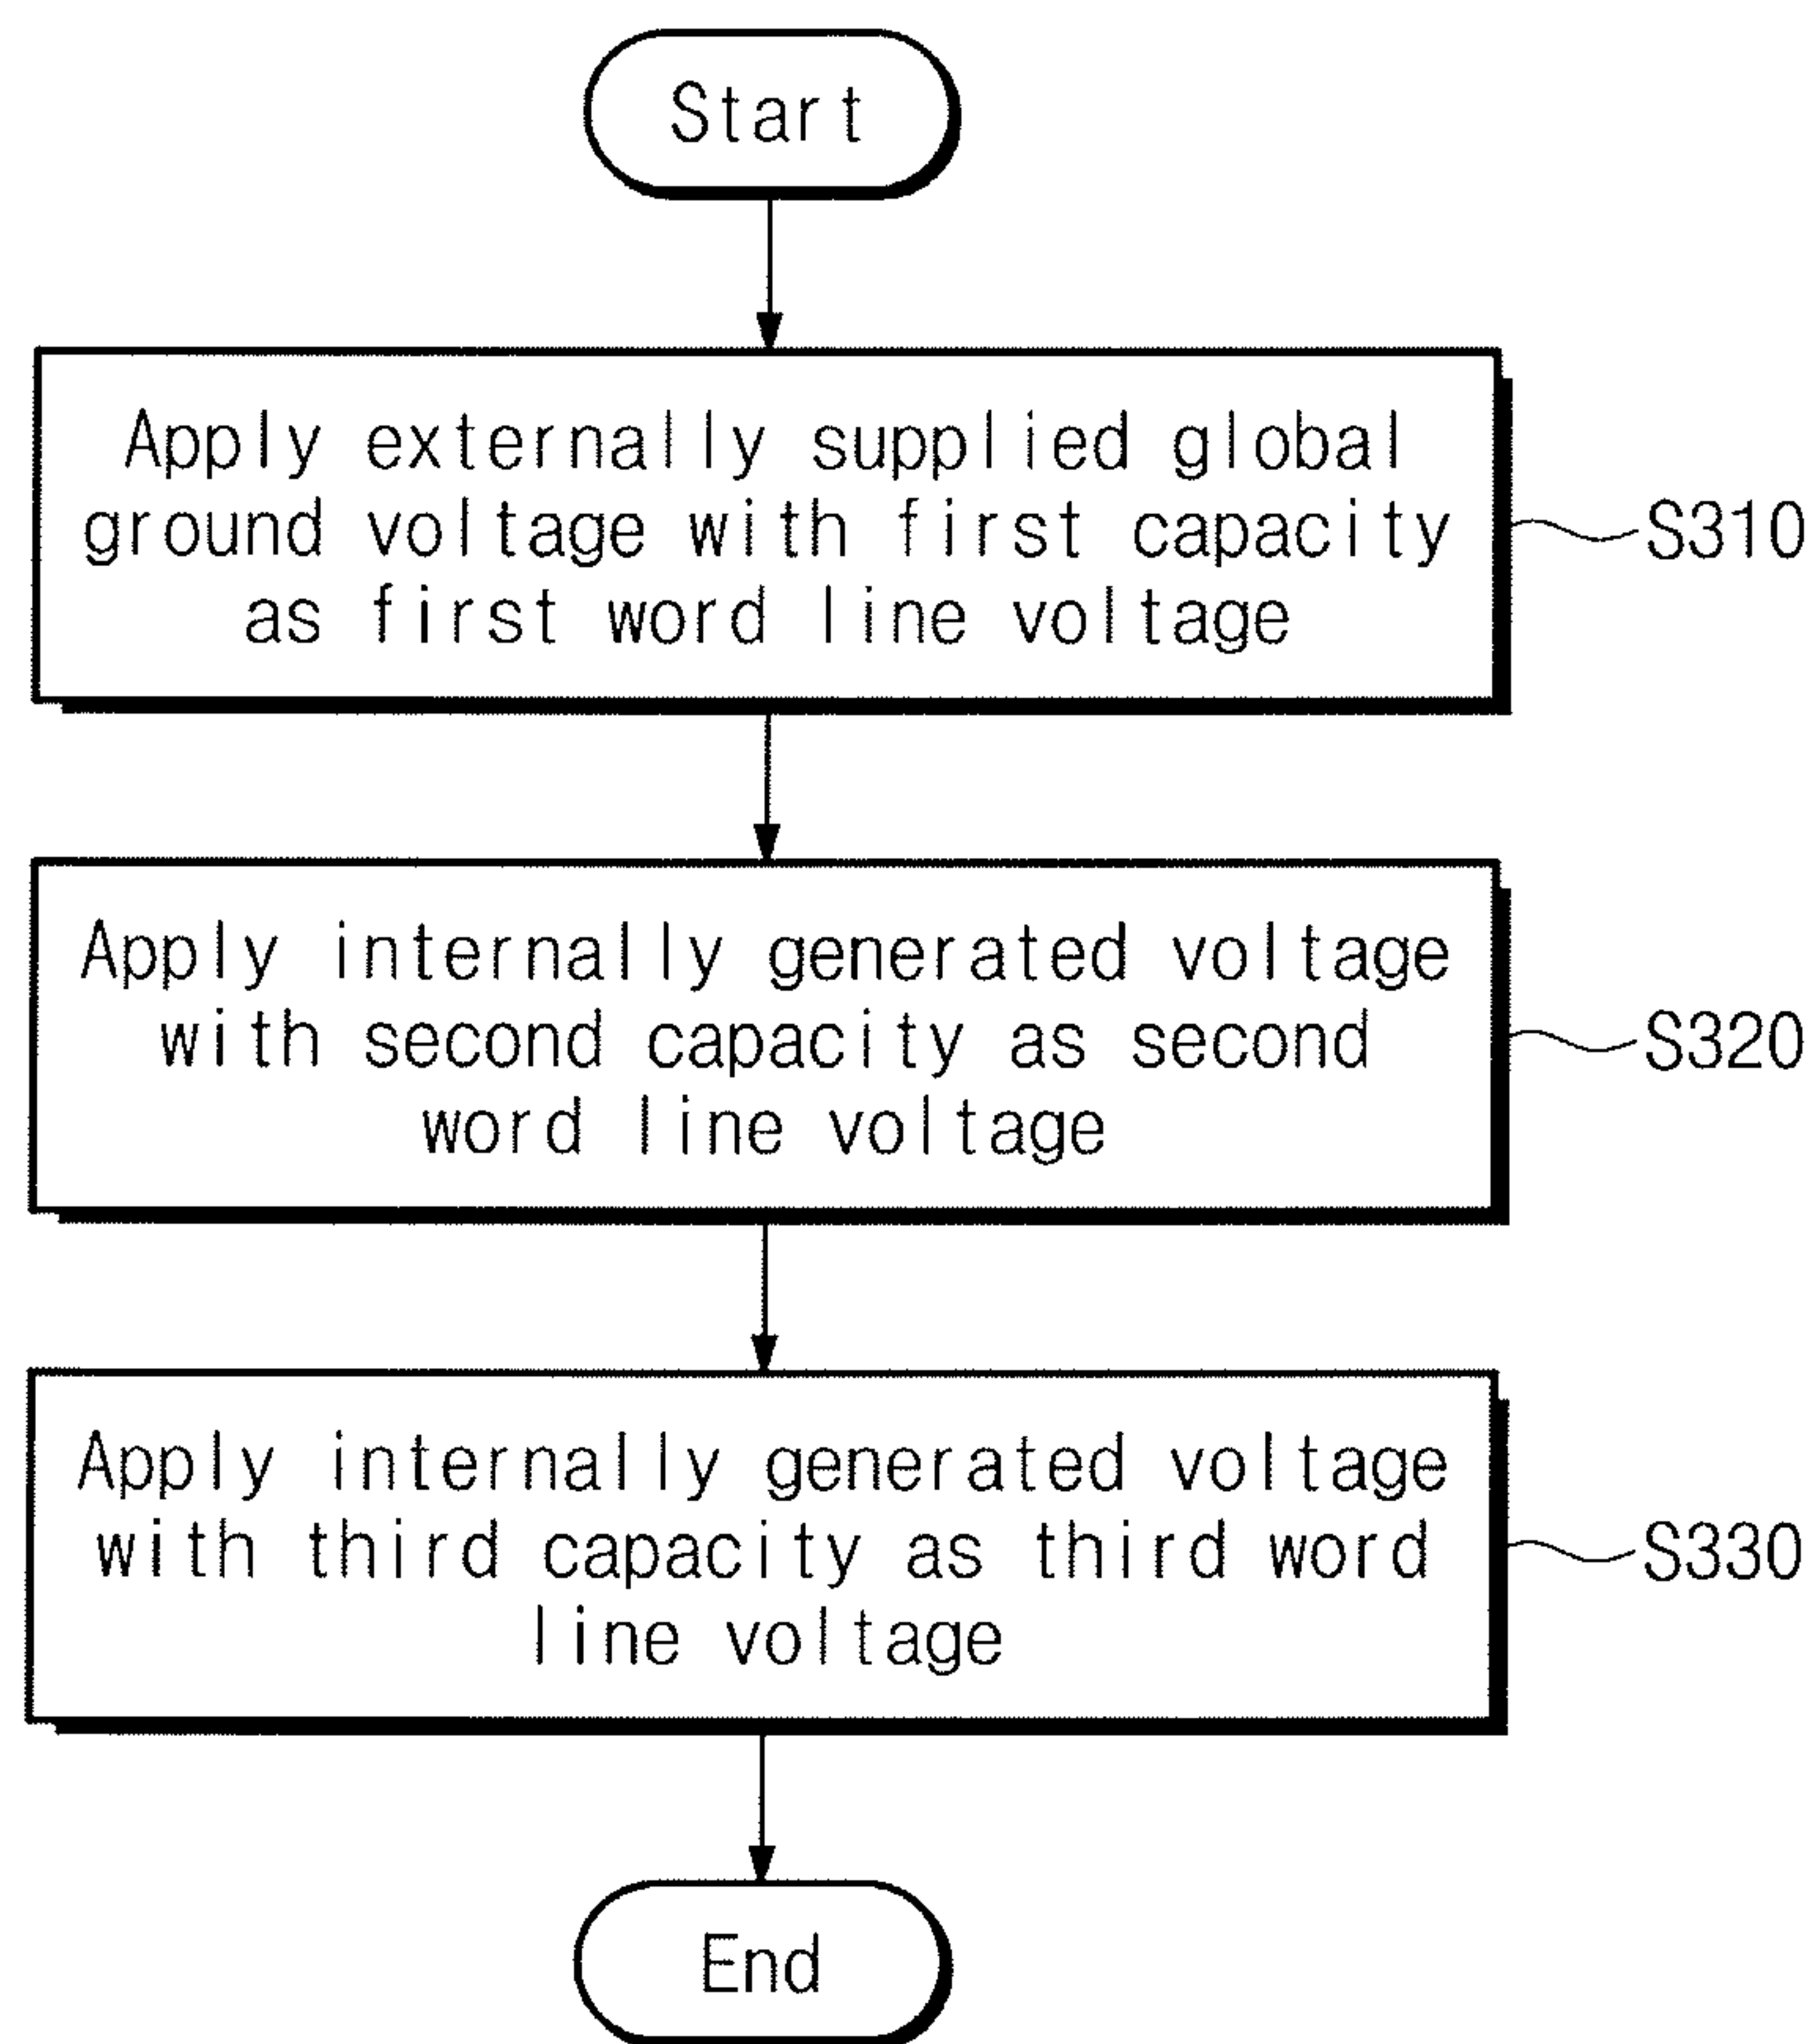 Start
Apply externally supplied global
ground voltage with first capacity
as first word line voltage
S310
Apply internally generated voltage
with second capacity as second
word line voltage
S320
Apply internally generated voltage
with third capacity as third word
line voltage
S330
End